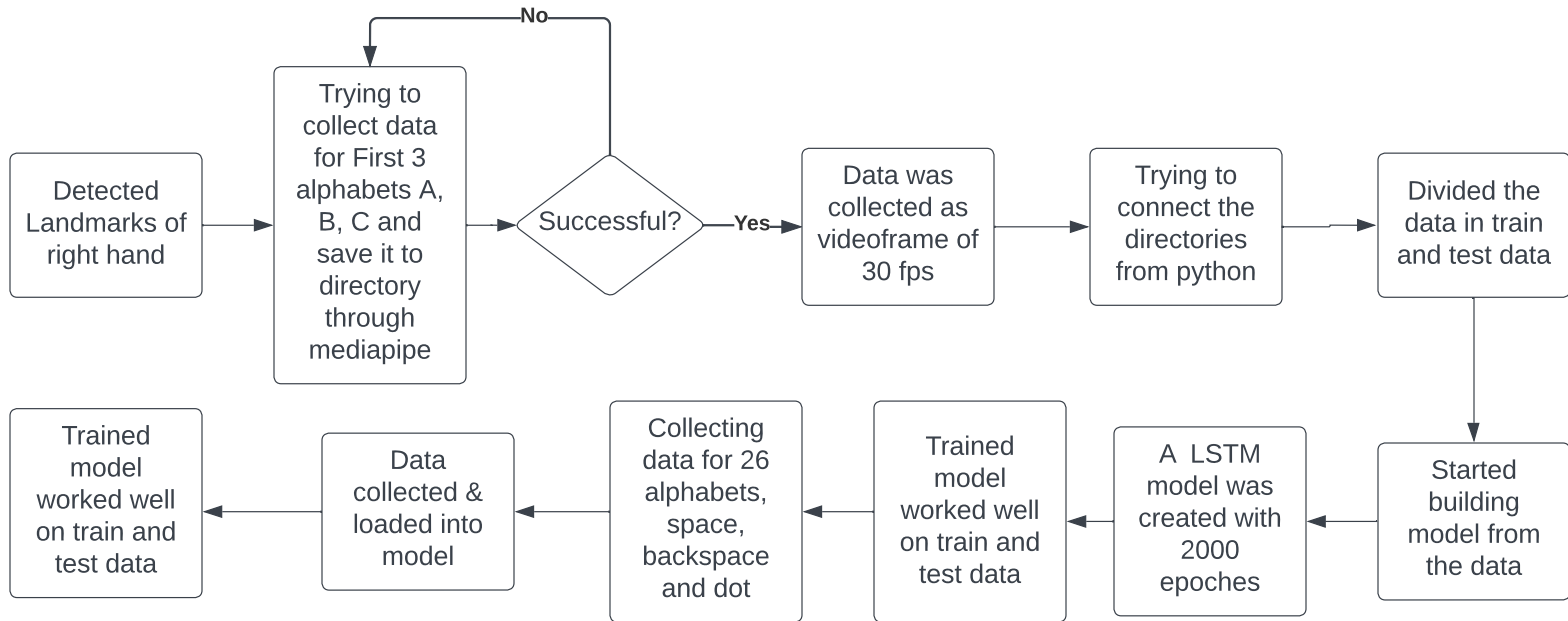 No
Trying to
collect data
for First 3
alphabets A,
B, C and
save it to
directory
through
mediapipe
Detected
Landmarks of
right hand
Successful?
Yes
Data was
collected as
videoframe of
30 fps
Trying to
connect the
directories
from python
Divided the
data in train
and test data
Started
building
model from
the data
A LSTM
model was
created with
2000
epoches
Trained
model
worked well
on train and
test data
Collecting
data for 26
alphabets,
space,
backspace
and dot
Data
collected &
loaded into
model
Trained
model
worked well
on train and
test data